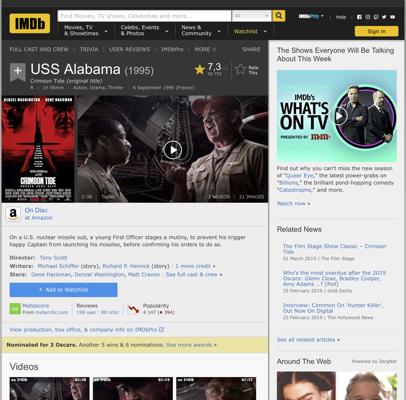 IMDb
Find Movies, TV shows, Celebrities and more...
All
IMDbPro
Help
Movies, TV & Showtimes
Celebs, Events & Photos
News & Community
Watchlist
Sign in
FULL CAST AND CREW | TRIVIA | USER REVIEWS | IMDbPro | MORE
SHARE
USS Alabama (1995)
Crimson Tide (original title)
R | 1h 56min | Action, Drama, Thriller | 6 September 1995 (France)
7,3
Rate This
DENZEL WASHINGTON GENE HACKMAN
CRIMSON TIDE
2:38 Trailer
VIDEOS | 21 IMAGES
On Disc
at Amazon
On a U.S. nuclear missile sub, a young First Officer stages a mutiny, to prevent his trigger
happy Captain from launching his missiles, before confirming his orders to do so.
Director: Tony Scott
Writers: Michael Schiffer (story), Richard P. Henrick (story) | 1 more credit »
Stars: Gene Hackman, Denzel Washington, Matt Craven | See full cast & crew »
+ Add to Watchlist
Metascore
From metacritic.com
Reviews
199 user | 88 critic
Popularity
4 147 (394)
View production, box office, & company info on IMDbPro
Nominated for 3 Oscars. Another 5 wins & 6 nominations. See more awards »
Videos
The Shows Everyone Will Be Talking
About This Week
IMDb's
WHAT'S
ON TV
PRESENTED BY
Find out why you can't miss the new season
of "Queer Eye," the latest power-grabs on
"Billions," the brilliant pond-hopping comedy
"Catastrophe," and more.
Watch now »
Related News
The Film Stage Show Classic – Crimson
Tide
01 March 2019 | The Film Stage
Who's the most overdue after the 2019
Oscars: Glenn Close, Bradley Cooper,
Amy Adams ..? [Poll]
25 February 2019 | Gold Derby
Interview: Common On 'Hunter Killer',
Out Now On Digital
22 February 2019 | The Hollywood News
See all related articles »
Around The Web
Powered by ZergNet